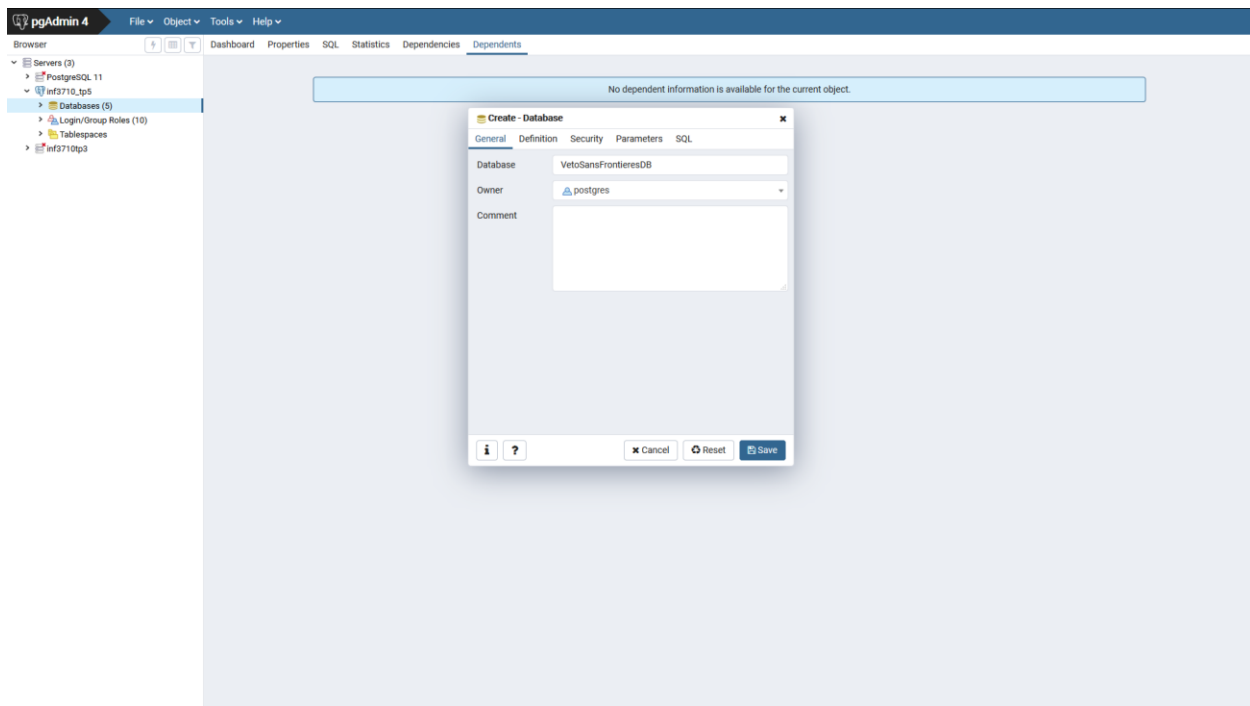 pgAdmin 4 File Object Tools Help
Browser Dashboard Properties SQL Statistics Dependencies Dependents
Servers (3)
PostgreSQL 11
inf3710_tp5
Databases (5)
Login/Group Roles (10)
Tablespaces
inf3710tp3
No dependent information is available for the current object.
Create - Database
General Definition Security Parameters SQL
Database VetoSansFrontieresDB
Owner postgres
Comment
i ? Cancel Reset Save